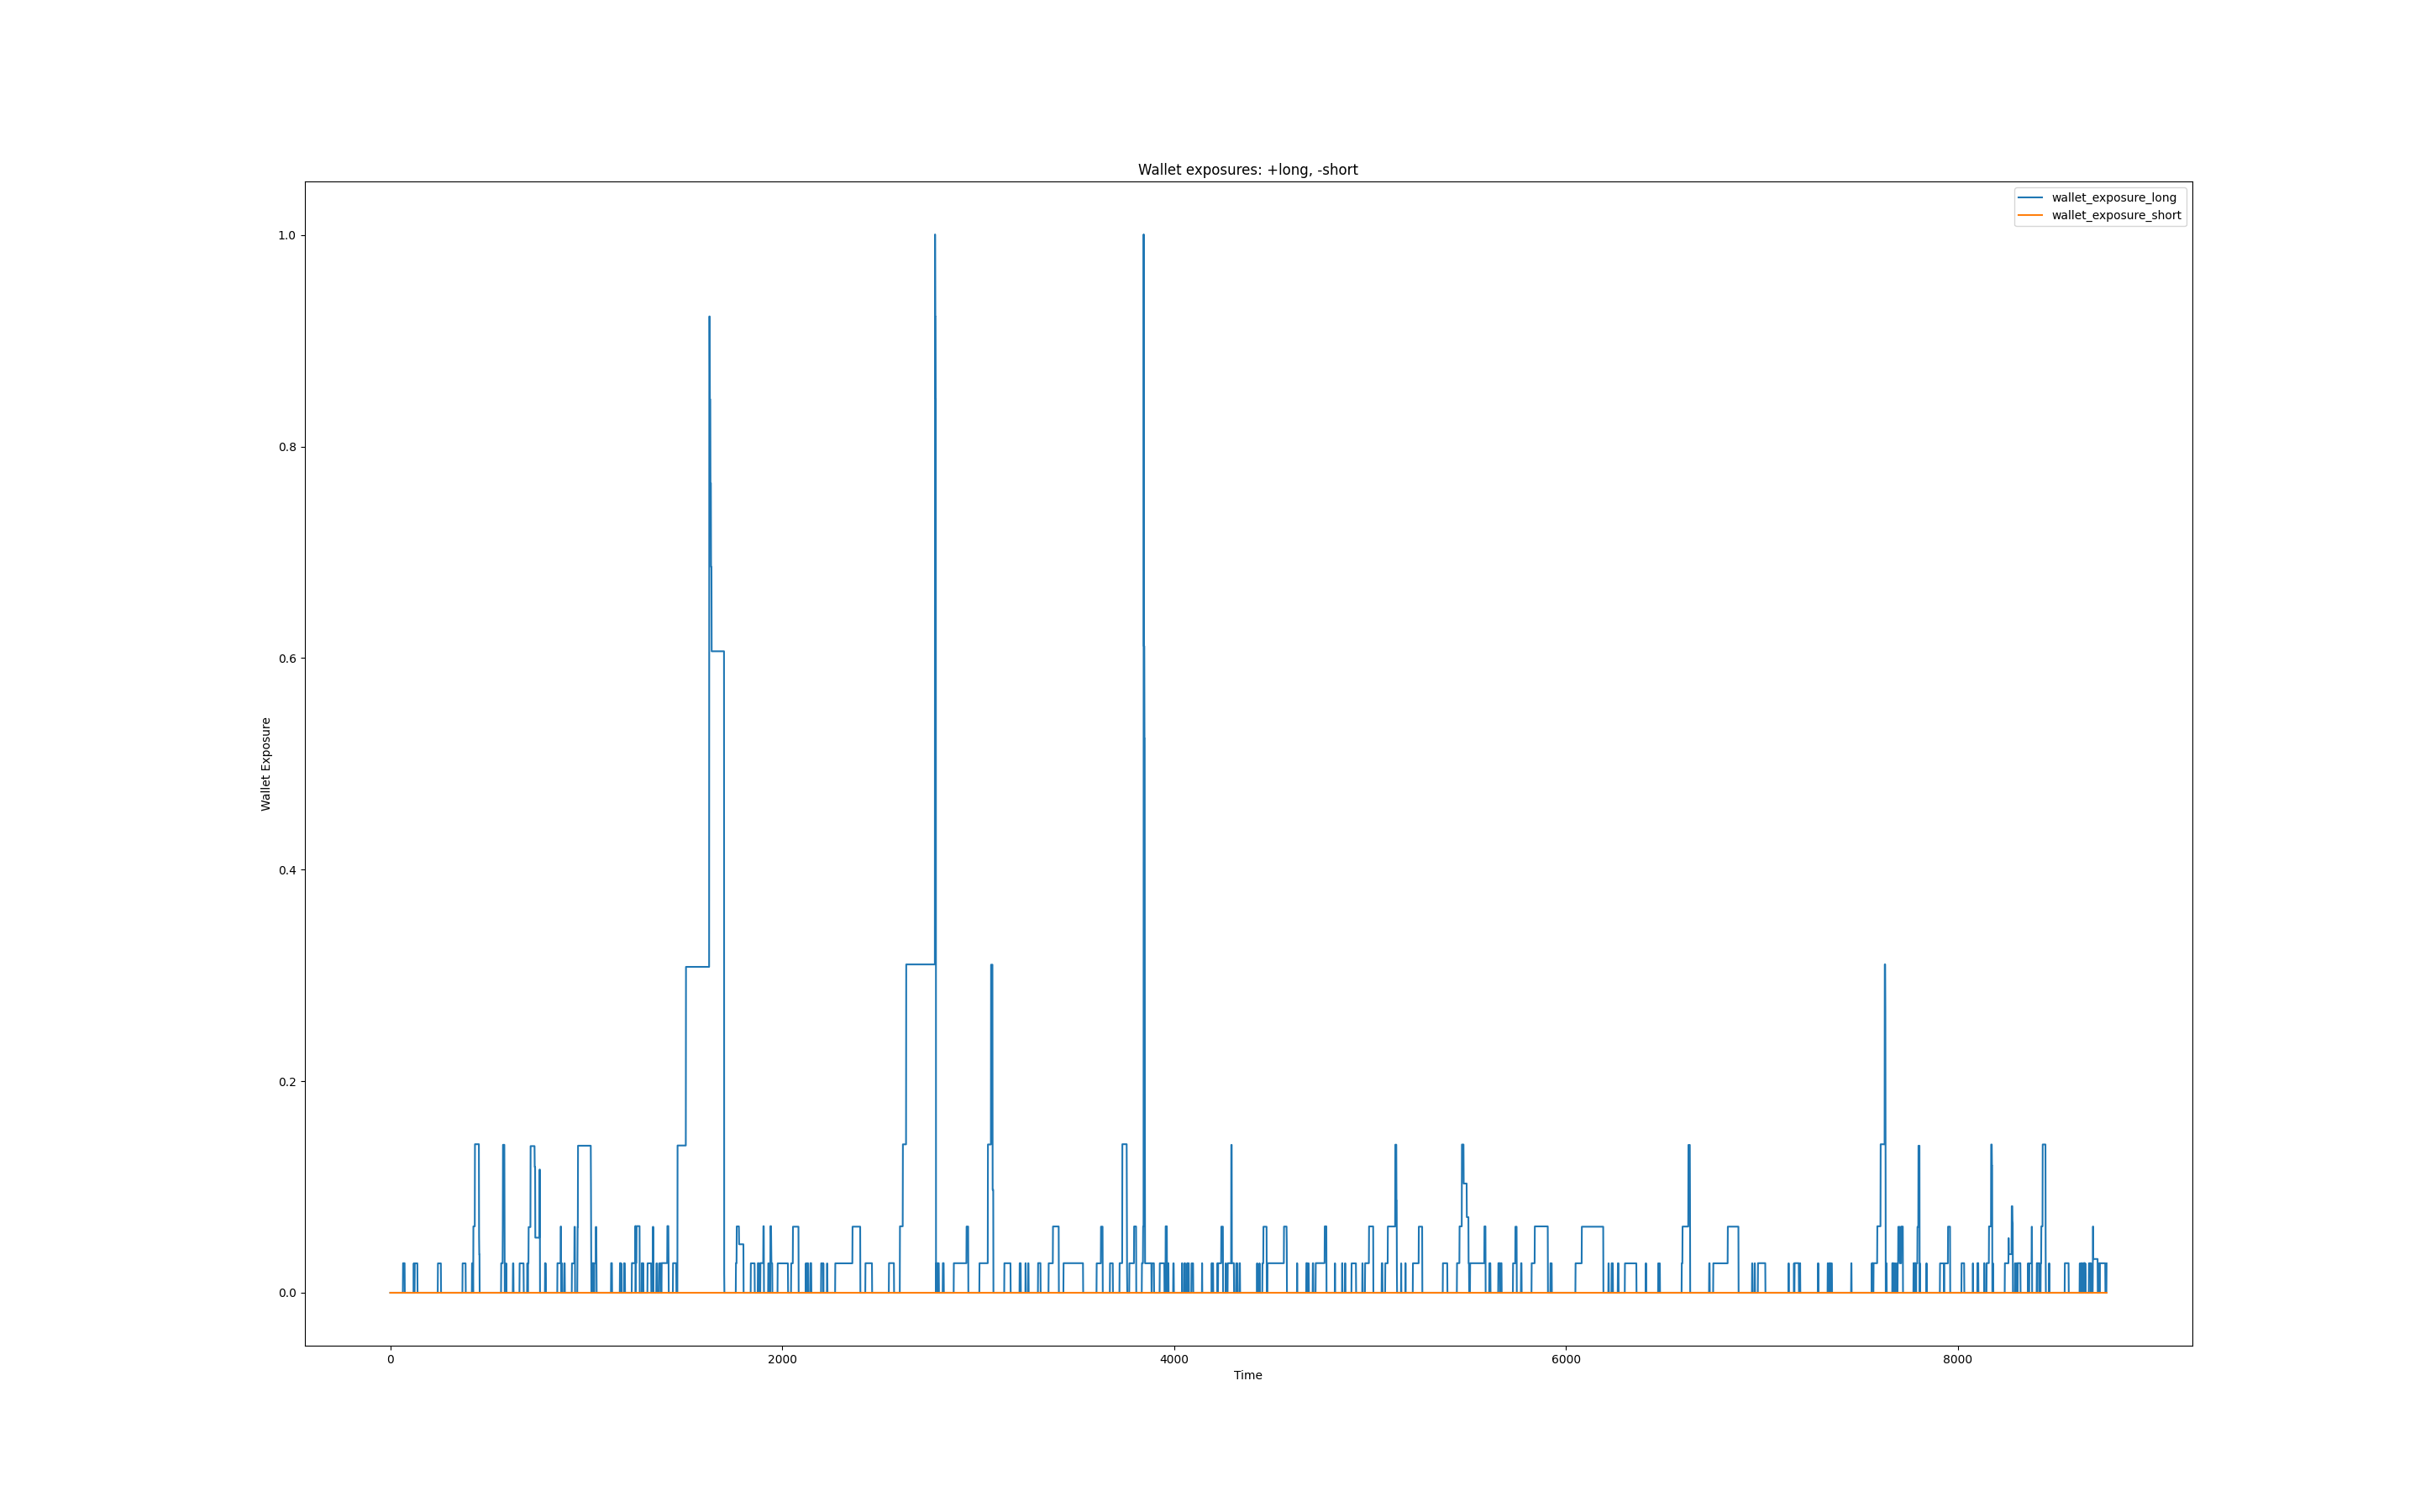 Wallet exposures: +long, -short
wallet_exposure_long
wallet_exposure_short
1.0
0.8
0.6
0.4
0.2
0.0
Wallet Exposure
0 2000 4000 6000 8000
Time